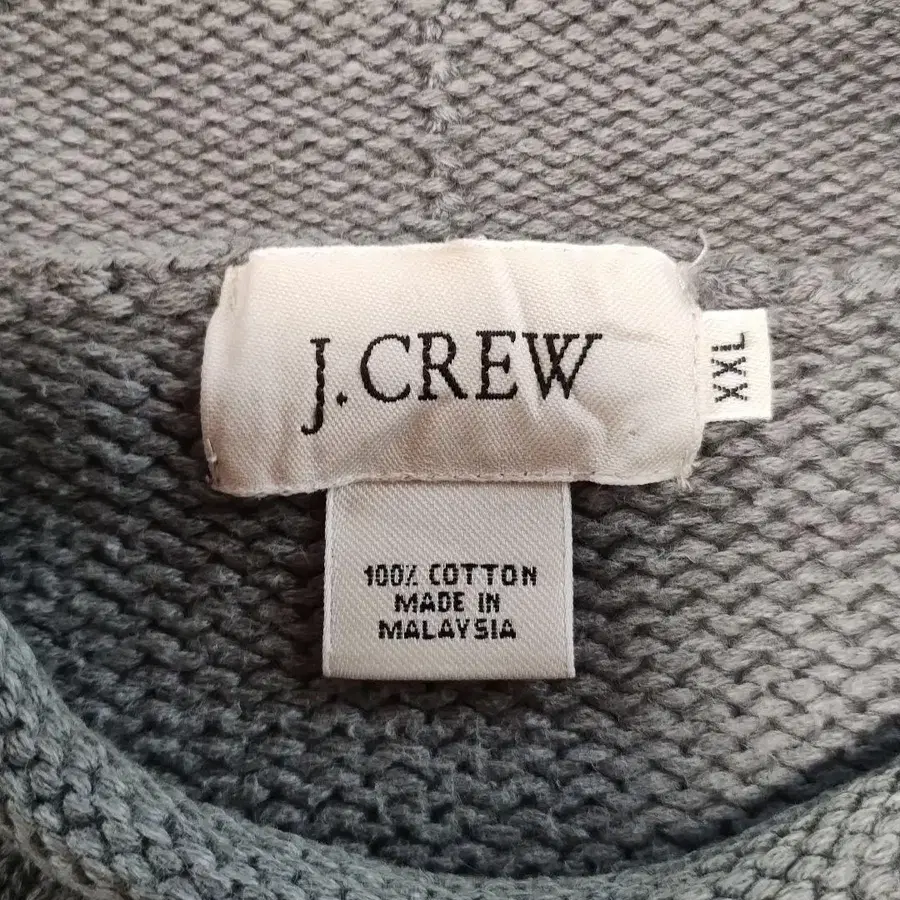 J.CREW
XXL
100% COTTON
MADE IN
MALAYSIA